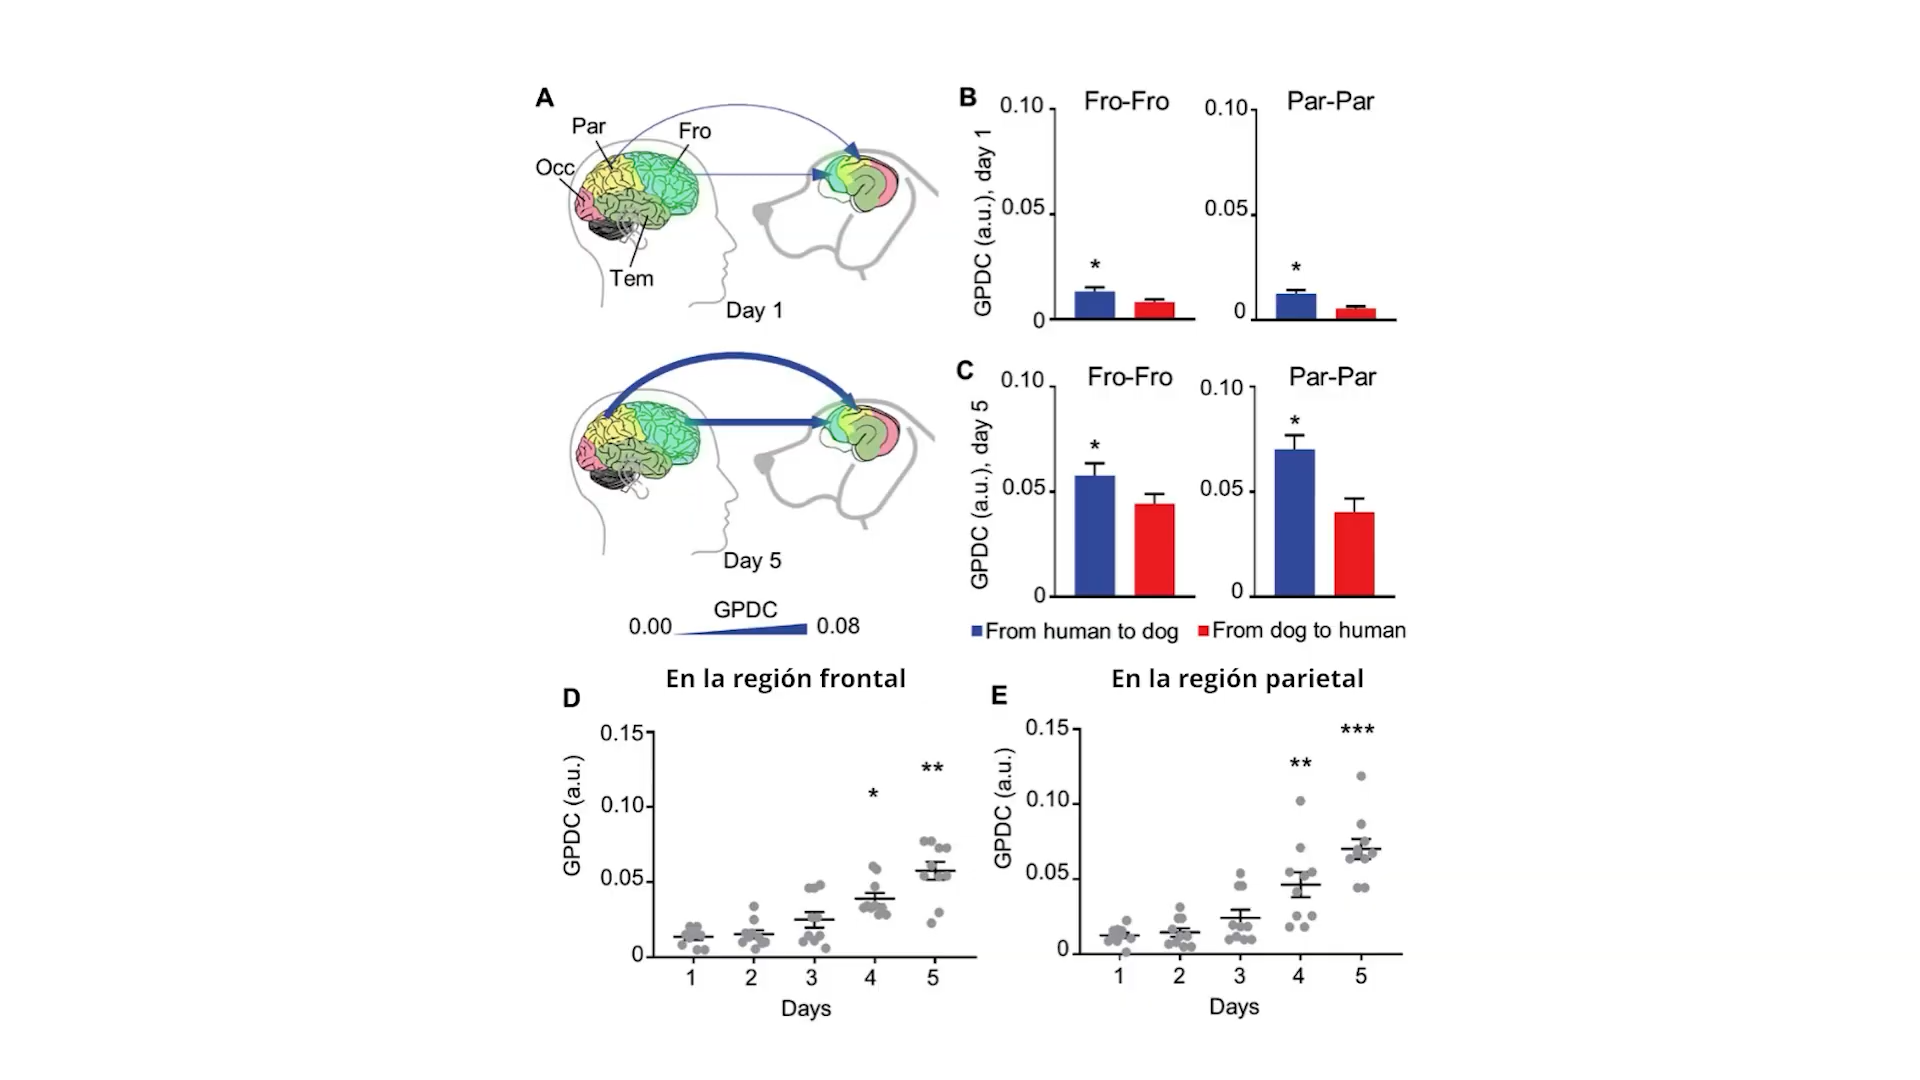 A
Par
Fro
Occ
Tem
Day 1
Day 5
GPDC
0.00 0.08
B
Fro-Fro
Par-Par
GPDC (a.u.), day 1
0.10
0.05
0
*
0.10
0.05
0
*
C
Fro-Fro
Par-Par
GPDC (a.u.), day 5
0.10
0.05
0
*
0.10
0.05
0
*
From human to dog From dog to human
En la región frontal
D
GPDC (a.u.)
0.15
0.10
0.05
0
*
**
1 2 3 4 5
Days
En la región parietal
E
GPDC (a.u.)
0.15
0.10
0.05
0
**
***
1 2 3 4 5
Days